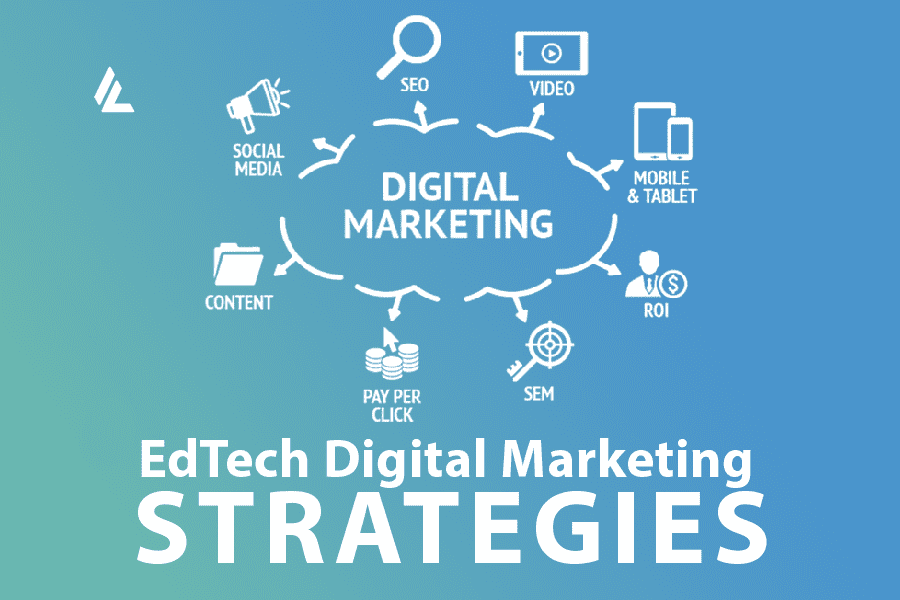 SEO
VIDEO
SOCIAL
MEDIA
MOBILE
& TABLET
DIGITAL
MARKETING
CONTENT
ROI
PAY PER
CLICK
SEM
EdTech Digital Marketing
STRATEGIES